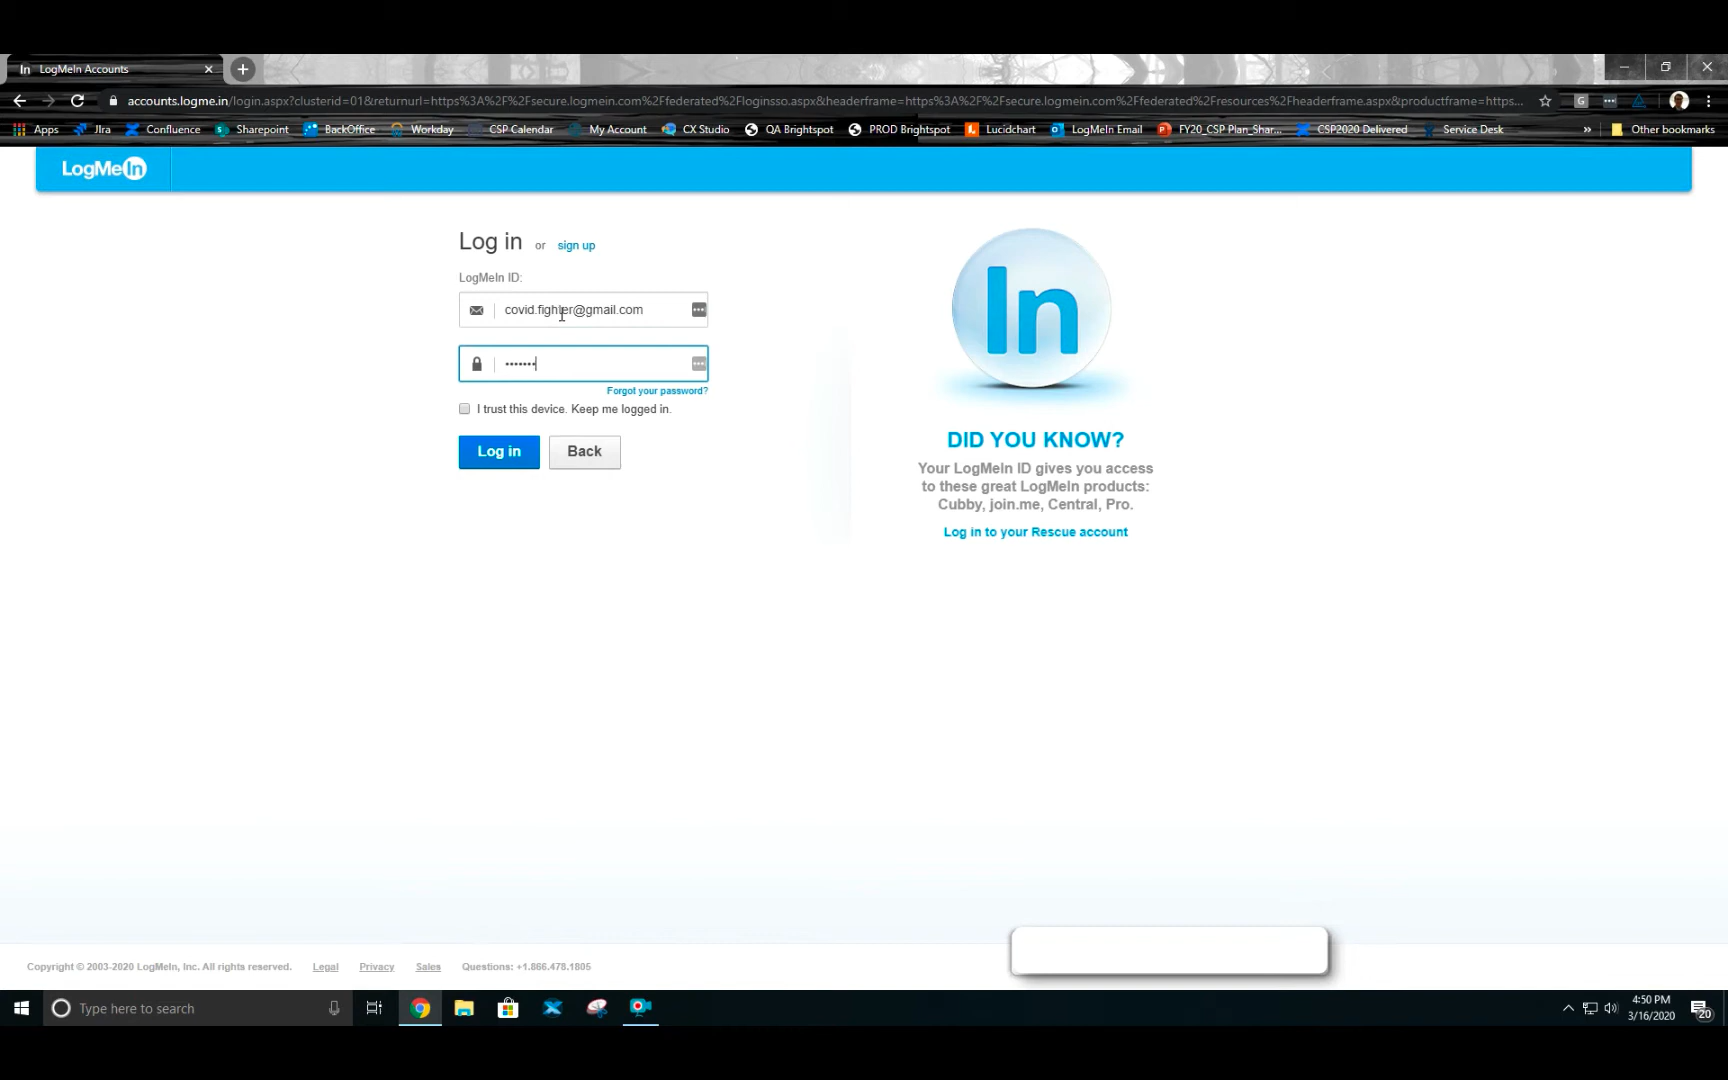 In LogMeIn Accounts
accounts.logme.in/login.aspx?clusterid=01&returnurl=https%3A%2F%2Fsecure.logmein.com%2Ffederated%2Floginsso.aspx&headerframe=https%3A%2F%2Fsecure.logmein.com%2Ffederated%2Fresources%2Fheaderframe.aspx&productframe=https...
Apps Jira Confluence Sharepoint BackOffice Workday CSP Calendar My Account CX Studio QA Brightspot PROD Brightspot Lucidchart LogMeIn Email FY20_CSP Plan_Shar... CSP2020 Delivered Service Desk » Other bookmarks
LogMeIn
Log in or sign up
LogMeIn ID:
covid.fighter@gmail.com
•••••••
Forgot your password?
I trust this device. Keep me logged in.
Log in Back
In
DID YOU KNOW?
Your LogMeIn ID gives you access
to these great LogMeIn products:
Cubby, join.me, Central, Pro.
Log in to your Rescue account
Copyright © 2003-2020 LogMeIn, Inc. All rights reserved. Legal Privacy Sales Questions: +1.866.478.1805
Type here to search
4:50 PM
3/16/2020
20